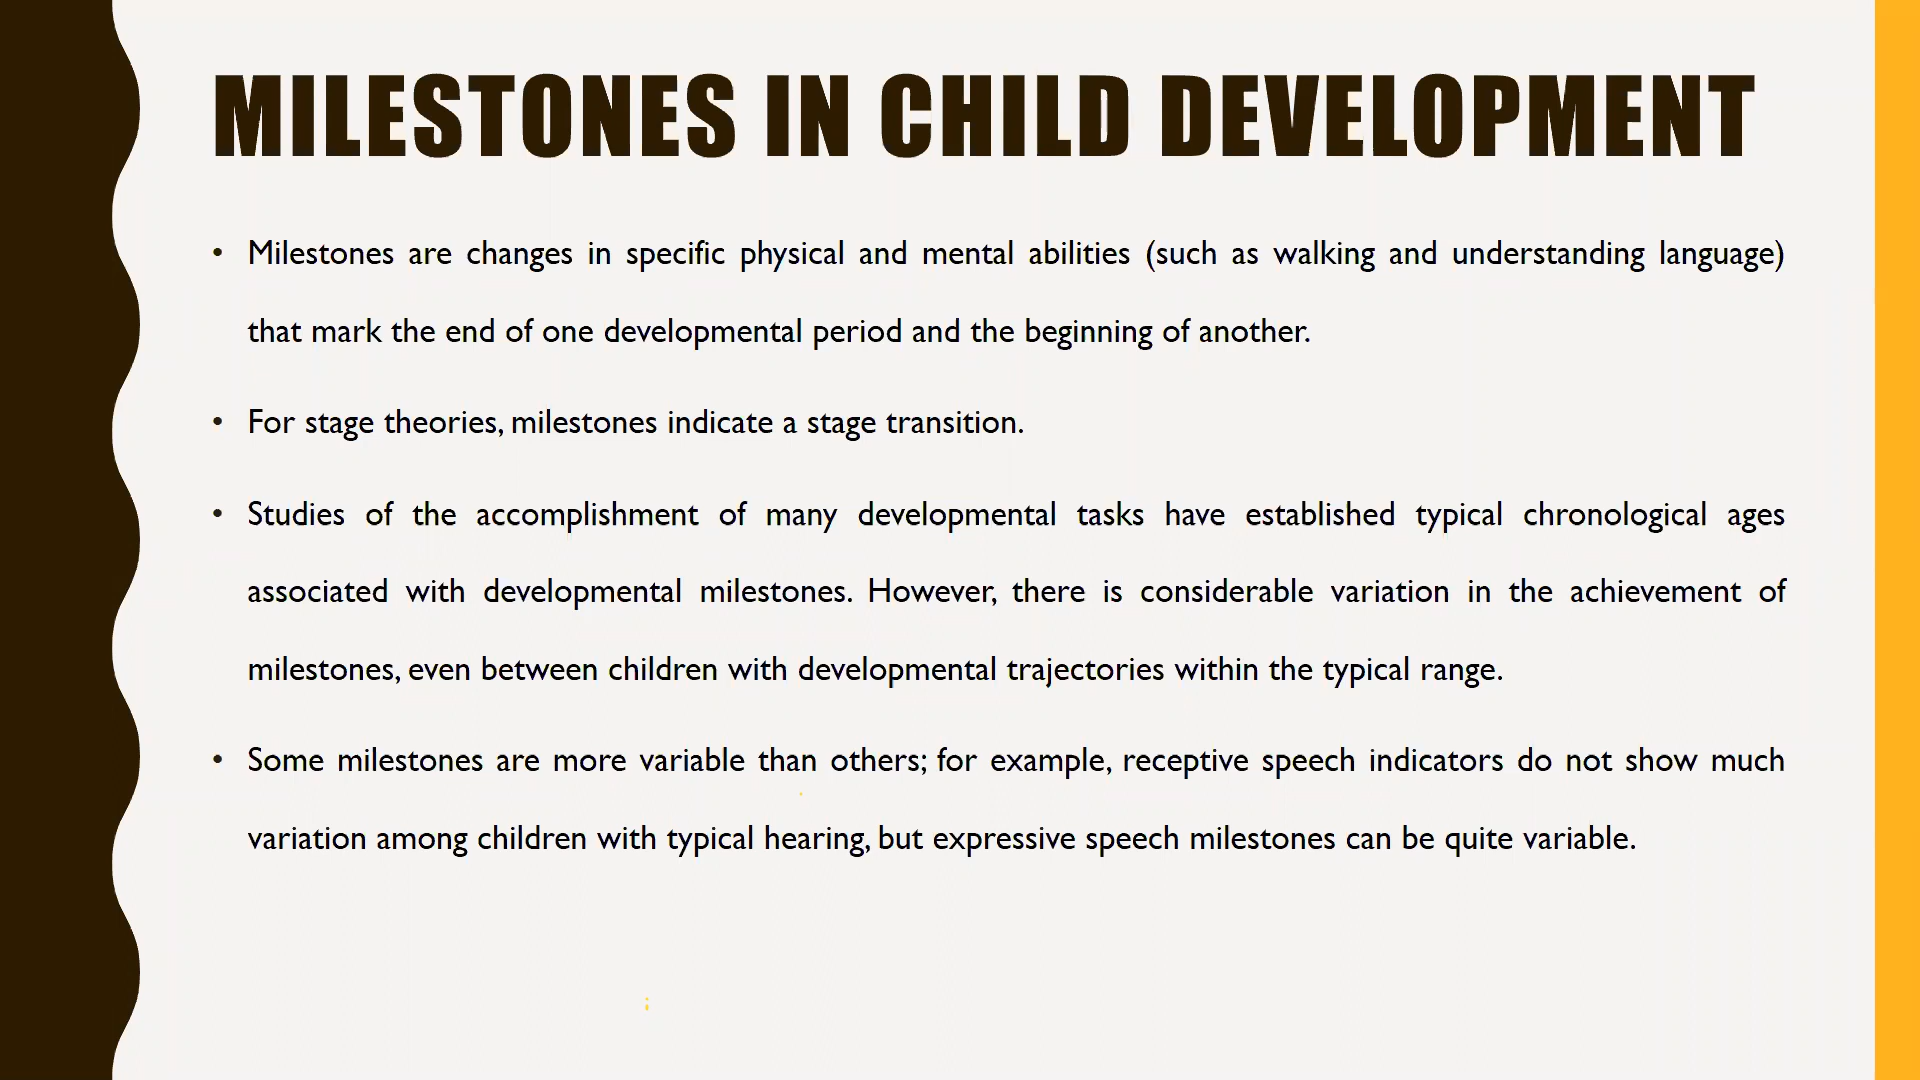 MILESTONES IN CHILD DEVELOPMENT
• Milestones are changes in specific physical and mental abilities (such as walking and understanding language)
that mark the end of one developmental period and the beginning of another.
• For stage theories, milestones indicate a stage transition.
• Studies of the accomplishment of many developmental tasks have established typical chronological ages
associated with developmental milestones. However, there is considerable variation in the achievement of
milestones, even between children with developmental trajectories within the typical range.
• Some milestones are more variable than others; for example, receptive speech indicators do not show much
variation among children with typical hearing, but expressive speech milestones can be quite variable.